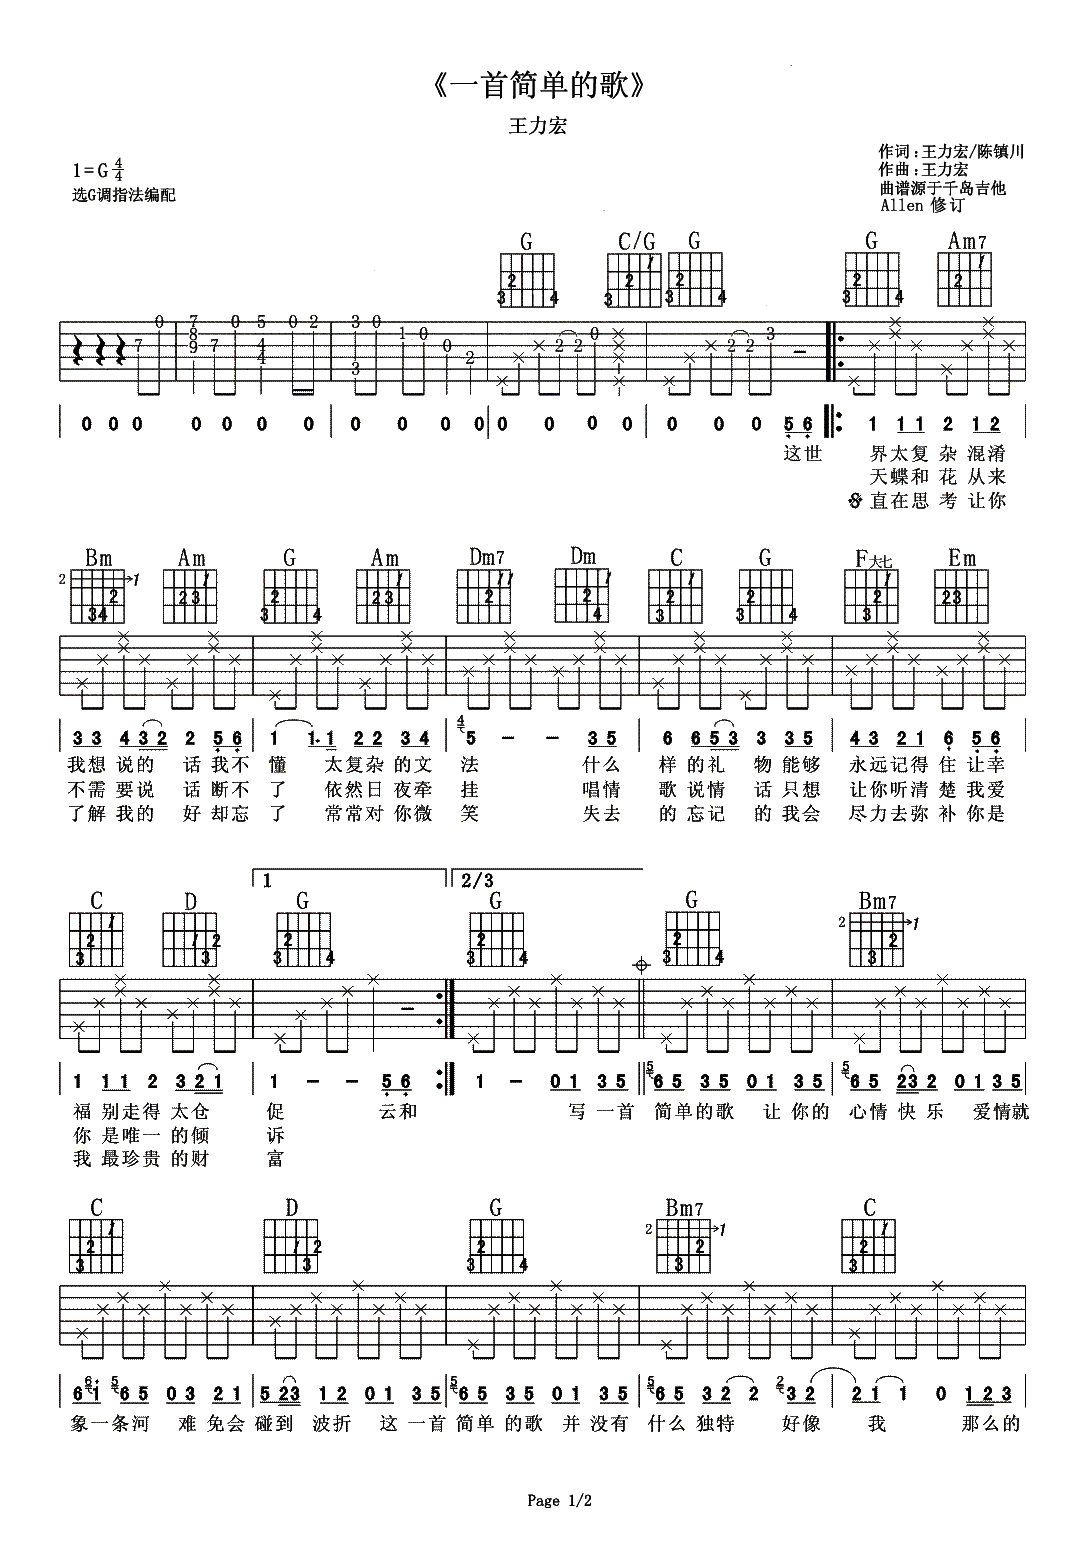 《一首简单的歌》
王力宏
1=G 4/4
选G调指法编配
作词:王力宏/陈镇川
作曲:王力宏
曲谱源于千岛吉他
Allen 修订
G C/G G G Am7
0 0 0 0 0 0 0 0 0 0 0 0 0 0 0 0 0 0 0 5 6 1 1 1 2 1 2
这世 界太复 杂 混淆
天蝶和 花 从来
直在思 考 让你
Bm Am G Am Dm7 Dm C G F大七 Em
3 3 4 3 2 2 5 6 1 1·1 2 2 3 4 5 - - 3 5 6 6 5 3 3 3 5 4 3 2 1 6 5 6
我想 说的 话 我不 懂 太复杂 的文 法 什么 样 的礼 物 能够 永远记得 住 让幸
不需 要说 话 断不 了 依然日 夜牵 挂 唱情 歌 说情 话 只想 让你听清 楚 我爱
了解 我的 好 却忘 了 常常对 你微 笑 失去 的 忘记 的 我会 尽力去弥 补 你是
1 2/3
C D G G G Bm7
1 1 1 2 3 2 1 1 - - 5 6 1 - 0 1 3 5 6 5 3 5 0 1 3 5 6 5 2 3 2 0 1 3 5
福 别走得 太仓 促 云和 写 一首 简单的歌 让 你的 心情 快 乐 爱情就
你 是唯一 的倾 诉
我 最珍贵 的财 富
C D G Bm7 C
6 1 6 5 0 3 2 1 5 2 3 1 2 0 1 3 5 6 5 3 5 0 1 3 5 6 5 3 2 2 3 2 2 1 1 0 1 2 3
象一条河 难 免会 碰到 波折 这 一首 简单 的歌 并 没有 什么 独特 好像 我 那么的
Page 1/2